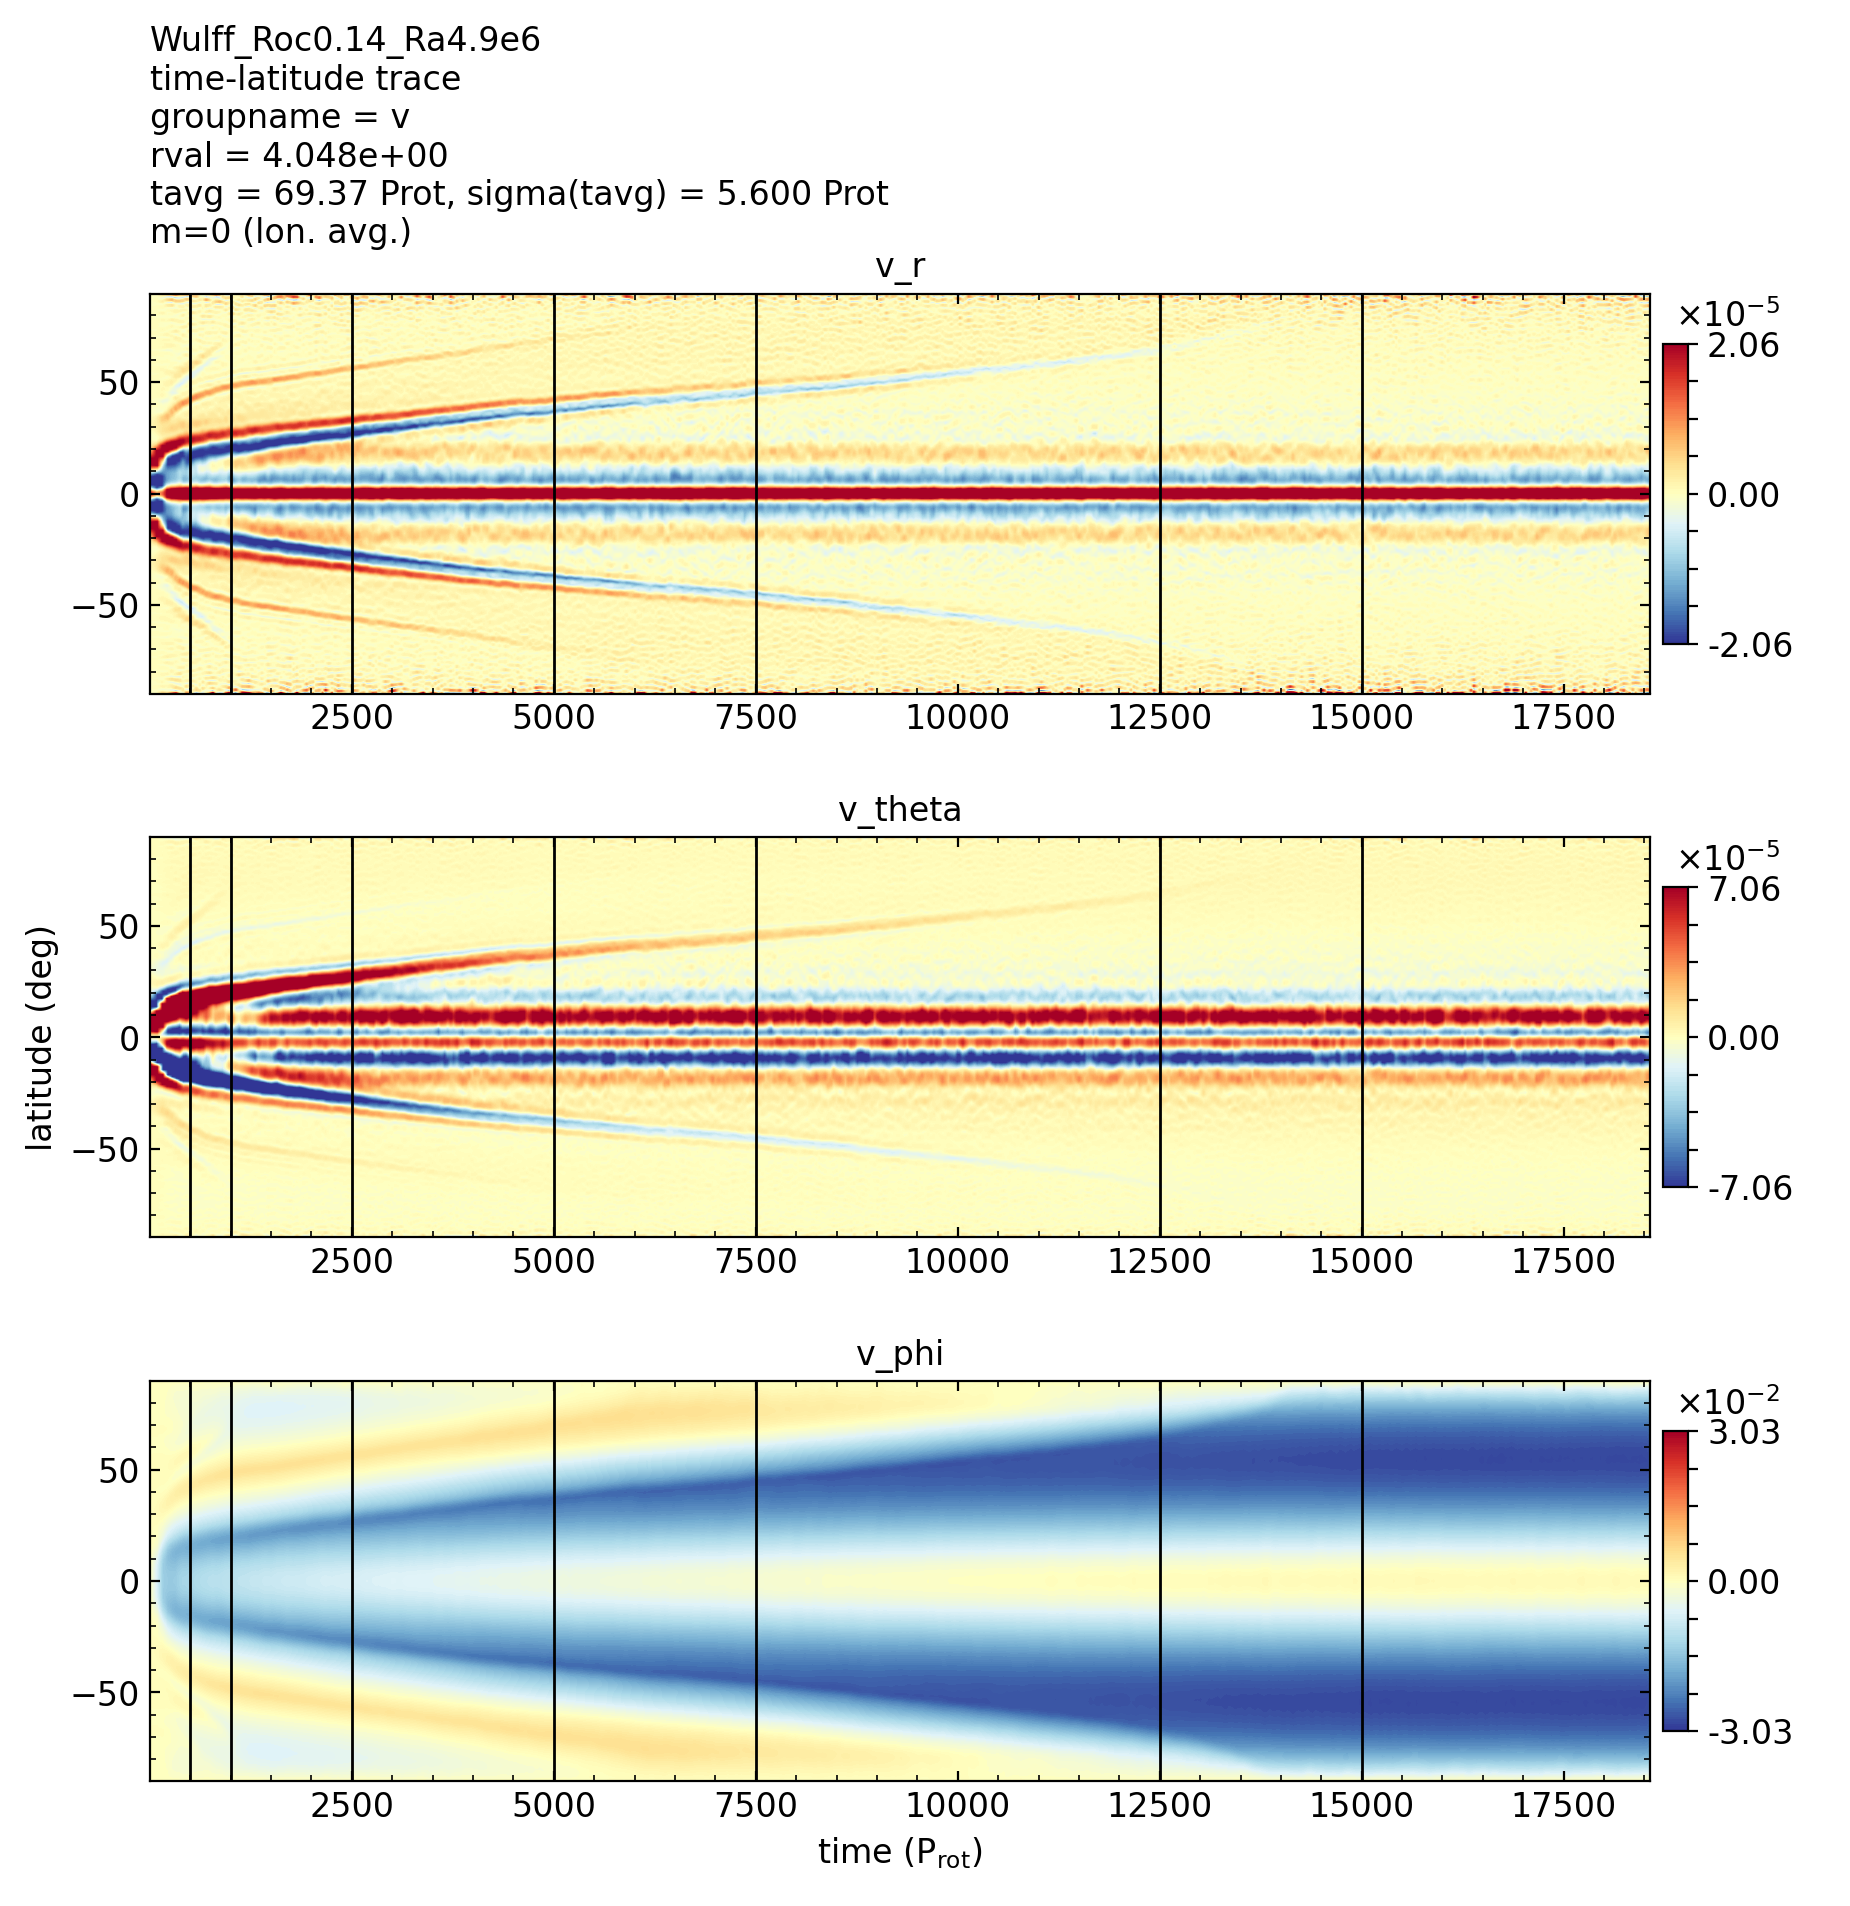 Wulff_Roc0.14_Ra4.9e6
time-latitude trace
groupname = v
rval = 4.048e+00
tavg = 69.37 Prot, sigma(tavg) = 5.600 Prot
m=0 (lon. avg.)
v_r
×10⁻⁵
2.06
0.00
-2.06
50
0
−50
2500 5000 7500 10000 12500 15000 17500
v_theta
×10⁻⁵
7.06
0.00
-7.06
latitude (deg)
50
0
−50
2500 5000 7500 10000 12500 15000 17500
v_phi
×10⁻²
3.03
0.00
-3.03
50
0
−50
2500 5000 7500 10000 12500 15000 17500
time (P_rot)